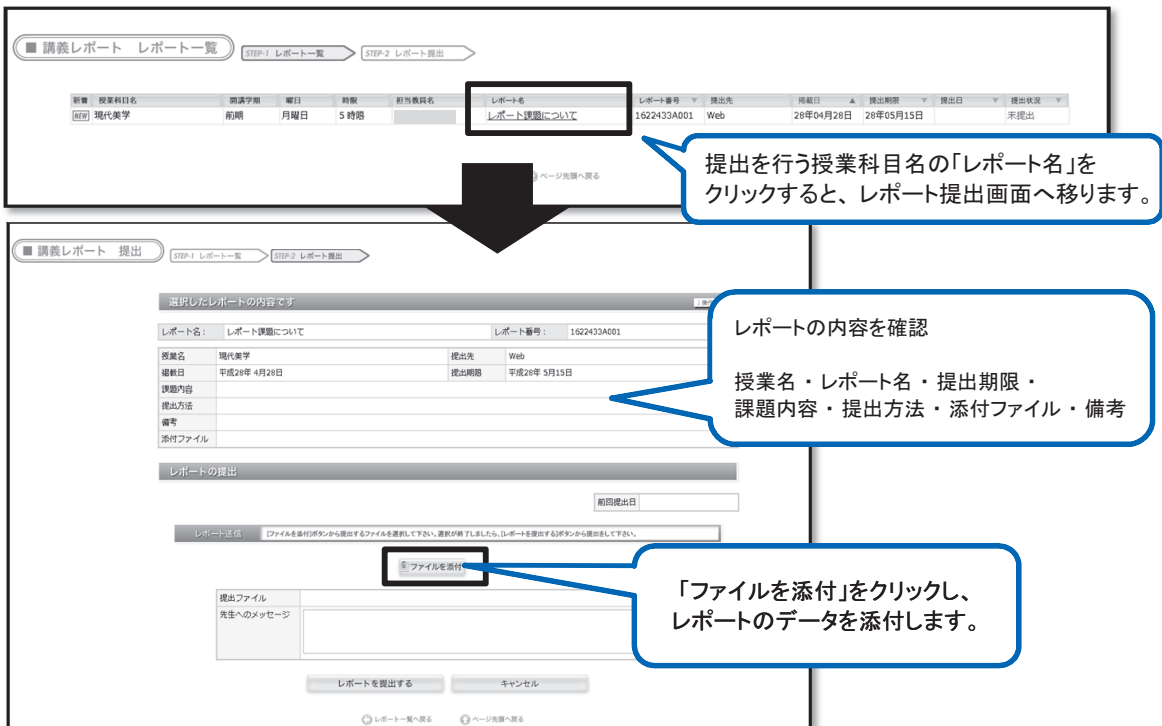 ■ 講義レポート レポート一覧 STEP-1 レポート一覧 STEP-2 レポート提出
新着 授業科目名 開講学期 曜日 時限 担当教員名 レポート名 レポート番号 ▼ 提出先 掲載日 ▲ 提出期限 ▼ 提出日 ▼ 提出状況 ▼
NEW 現代美学 前期 月曜日 5時限 レポート課題について 1622433A001 Web 28年04月28日 28年05月15日 未提出
ページ先頭へ戻る
提出を行う授業科目名の「レポート名」を
クリックすると、レポート提出画面へ移ります。
■ 講義レポート 提出 STEP-1 レポート一覧 STEP-2 レポート提出
選択したレポートの内容です
レポート名: レポート課題について レポート番号: 1622433A001
授業名 現代美学 提出先 Web
掲載日 平成28年 4月28日 提出期限 平成28年 5月15日
課題内容
提出方法
備考
添付ファイル
レポートの内容を確認
授業名・レポート名・提出期限・
課題内容・提出方法・添付ファイル・備考
レポートの提出
前回提出日
レポート送信 [ファイルを添付]ボタンから提出するファイルを選択して下さい。選択が終了しましたら、[レポートを提出する]ボタンから提出をして下さい。
ファイルを添付
「ファイルを添付」をクリックし、
レポートのデータを添付します。
提出ファイル
先生へのメッセージ
レポートを提出する キャンセル
レポート一覧へ戻る ページ先頭へ戻る